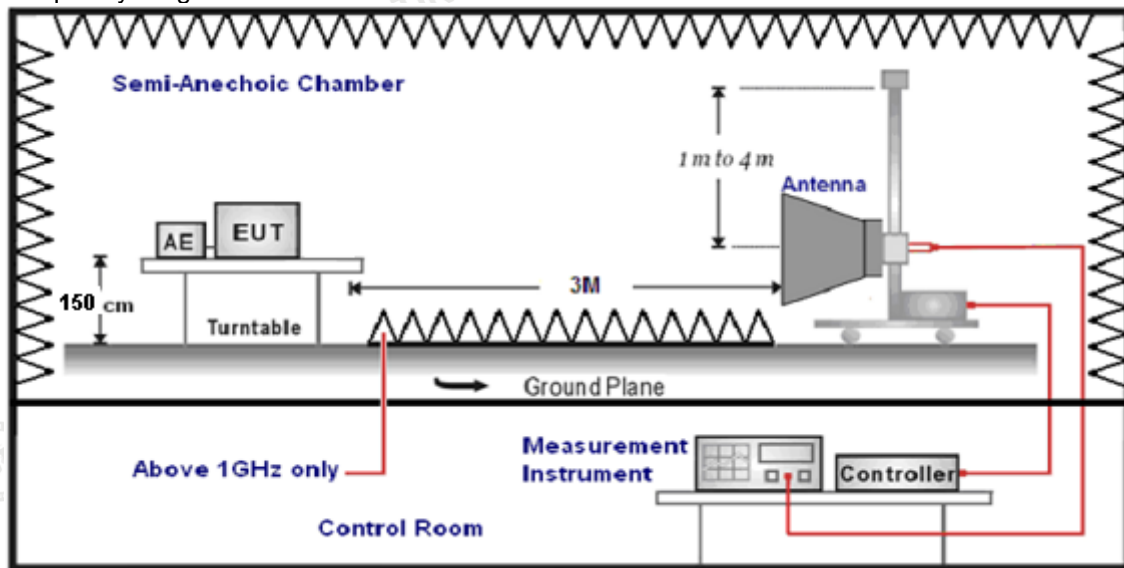 Semi-Anechoic Chamber
1 m to 4 m
Antenna
AE
EUT
150 cm
3M
Turntable
Ground Plane
Above 1GHz only
Measurement
Instrument
Controller
Control Room